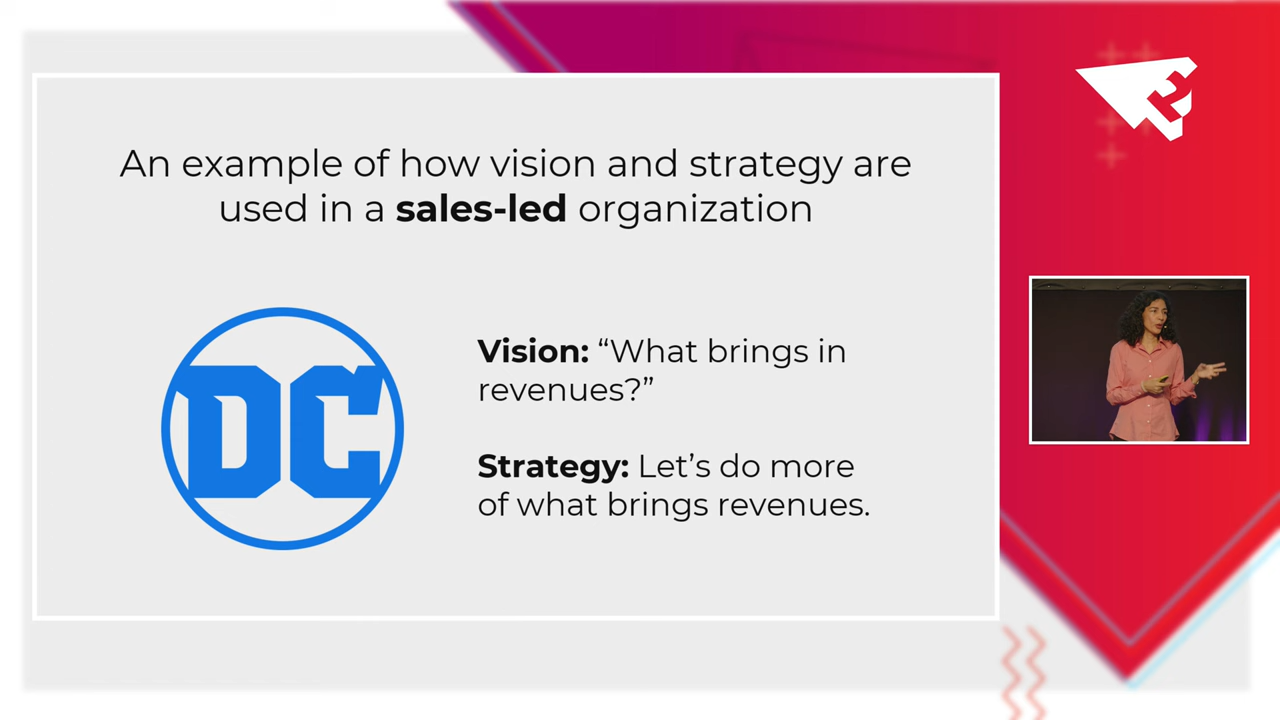 An example of how vision and strategy are
used in a sales-led organization
DC
Vision: “What brings in
revenues?”
Strategy: Let’s do more
of what brings revenues.